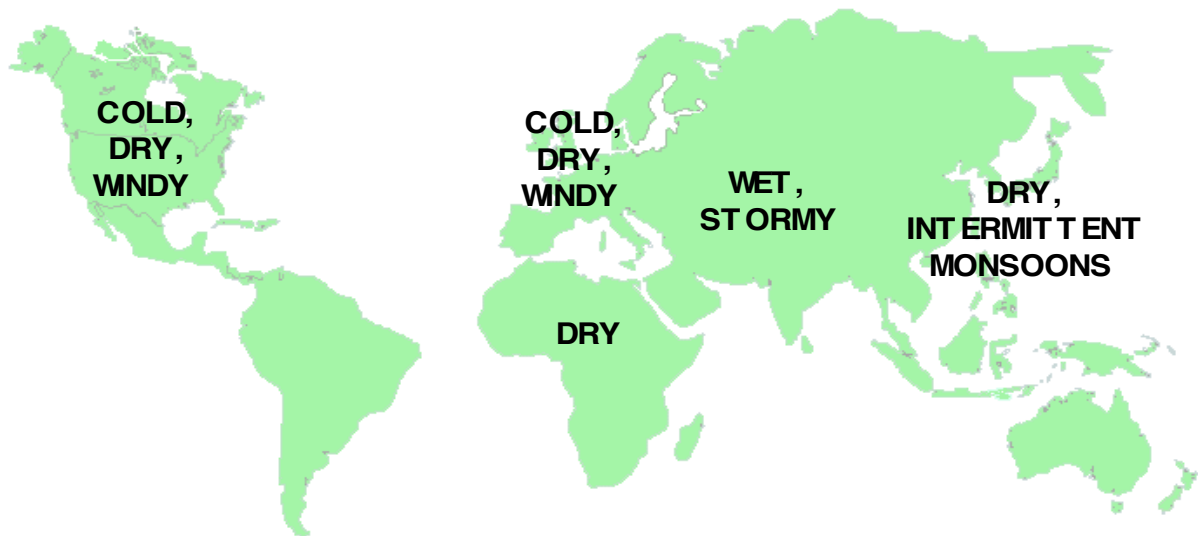 COLD,
DRY,
WINDY
COLD,
DRY,
WINDY
WET,
STORMY
DRY,
INTERMITTENT
MONSOONS
DRY